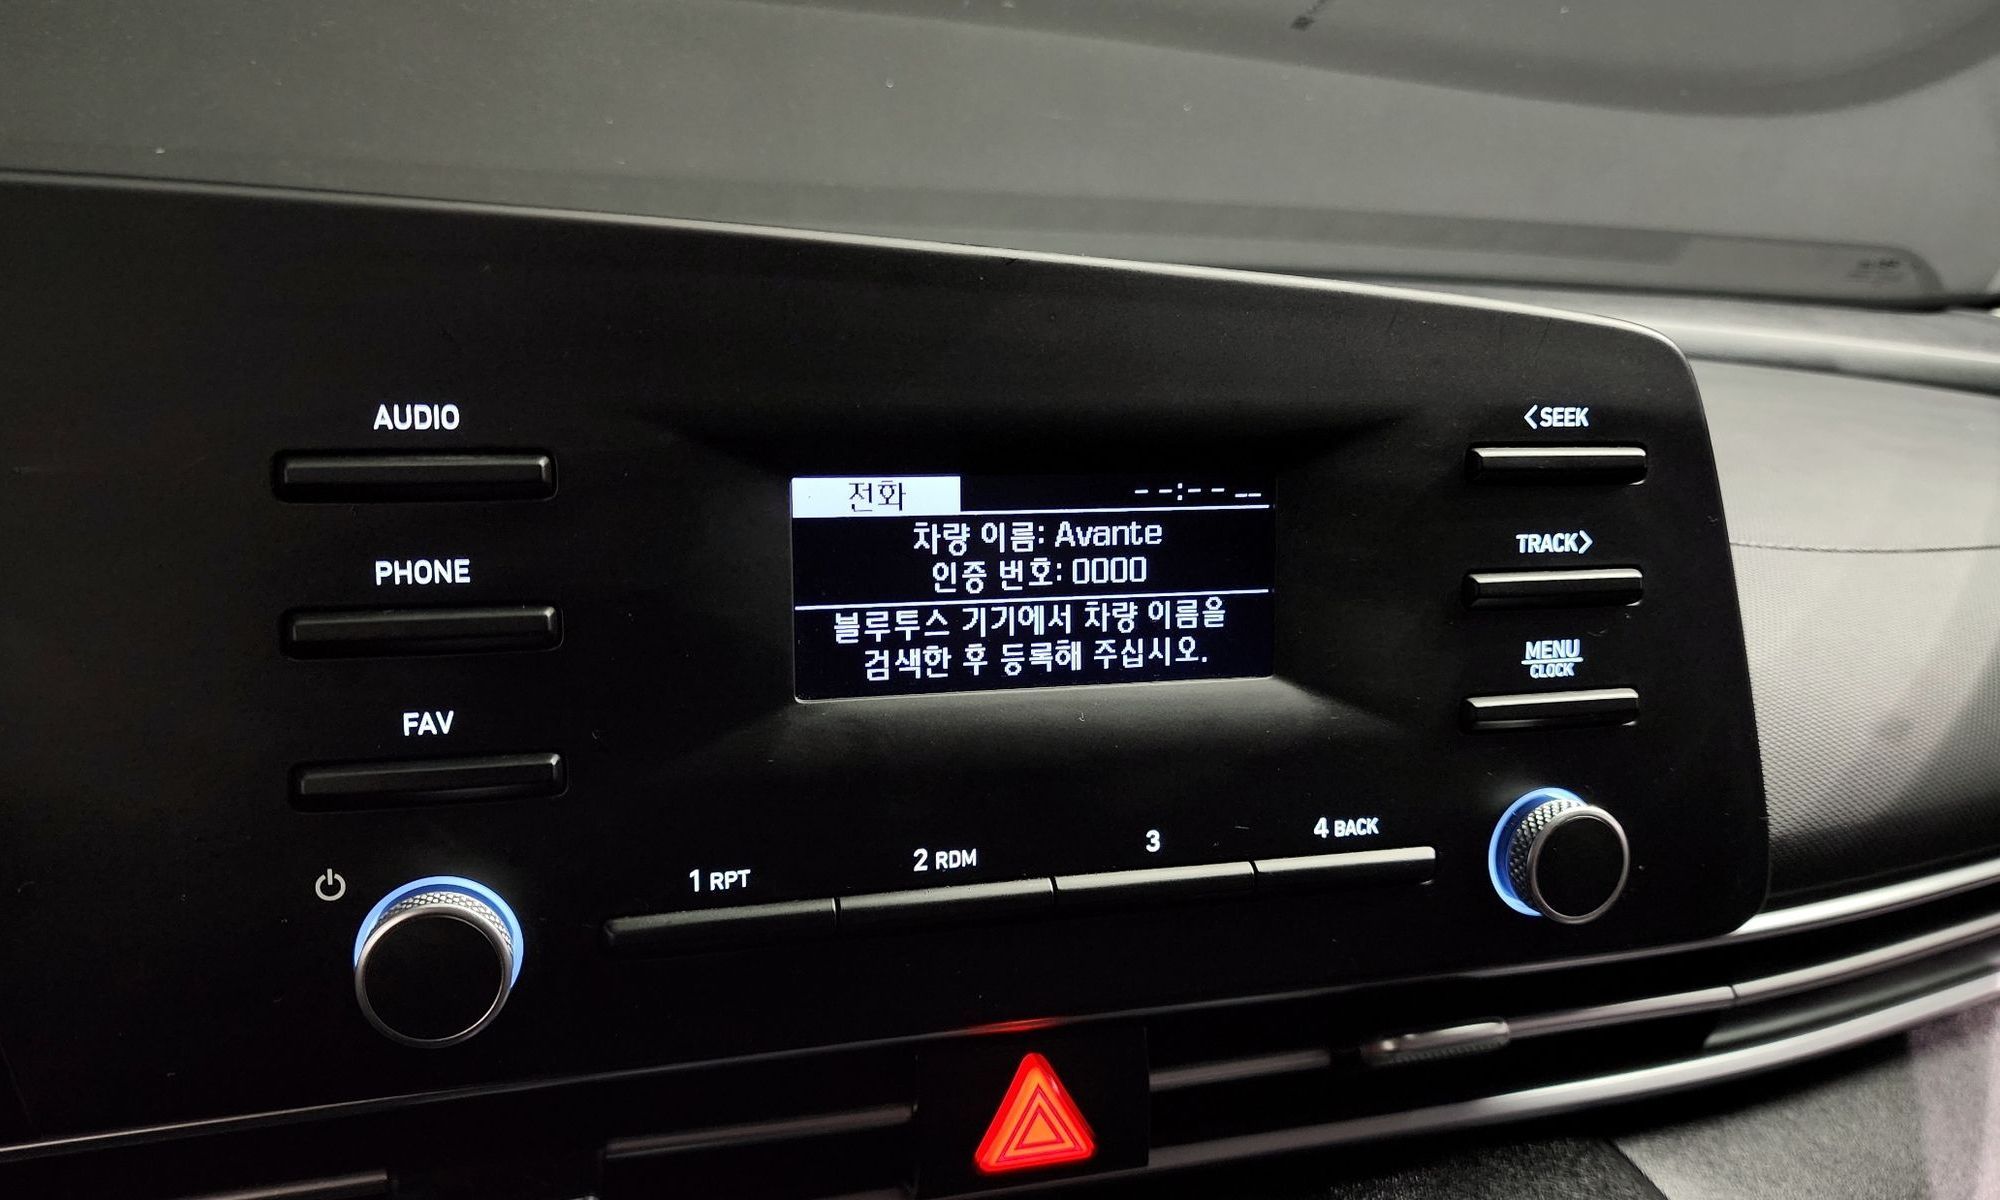 AUDIO
PHONE
FAV
전화 --:-- --
차량 이름: Avante
인증 번호: 0000
블루투스 기기에서 차량 이름을
검색한 후 등록해 주십시오.
<SEEK
TRACK>
MENU
CLOCK
1 RPT
2 RDM
3
4 BACK